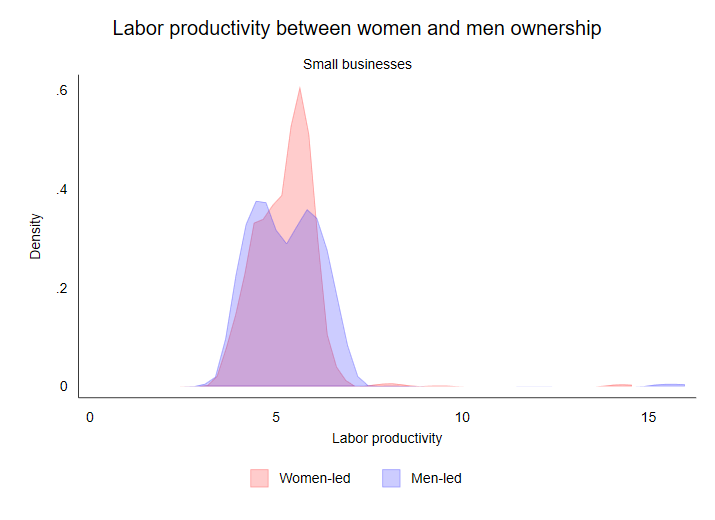 Labor productivity between women and men ownership
Small businesses
.6
.4
.2
0
Density
0 5 10 15
Labor productivity
Women-led Men-led